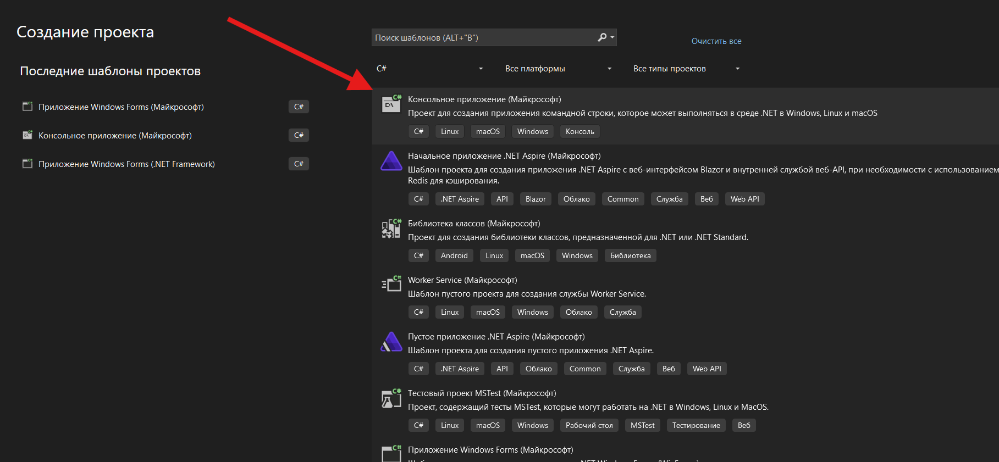 Создание проекта
Последние шаблоны проектов
Приложение Windows Forms (Майкрософт) C#
Консольное приложение (Майкрософт) C#
Приложение Windows Forms (.NET Framework) C#
Поиск шаблонов (ALT+"B")
Очистить все
C# Все платформы Все типы проектов
Консольное приложение (Майкрософт)
Проект для создания приложения командной строки, которое может выполняться в среде .NET в Windows, Linux и macOS
C# Linux macOS Windows Консоль
Начальное приложение .NET Aspire (Майкрософт)
Шаблон проекта для создания приложения .NET Aspire с веб-интерфейсом Blazor и внутренней службой веб-API, при необходимости с использованием
Redis для кэширования.
C# .NET Aspire API Blazor Облако Common Служба Веб Web API
Библиотека классов (Майкрософт)
Проект для создания библиотеки классов, предназначенной для .NET или .NET Standard.
C# Android Linux macOS Windows Библиотека
Worker Service (Майкрософт)
Шаблон пустого проекта для создания службы Worker Service.
C# Linux macOS Windows Облако Служба
Пустое приложение .NET Aspire (Майкрософт)
Шаблон проекта для создания пустого приложения .NET Aspire.
C# .NET Aspire API Облако Common Служба Веб Web API
Тестовый проект MSTest (Майкрософт)
Проект, содержащий тесты MSTest, которые могут работать на .NET в Windows, Linux и MacOS.
C# Linux macOS Windows Рабочий стол MSTest Тестирование Веб
Приложение Windows Forms (Майкрософт)